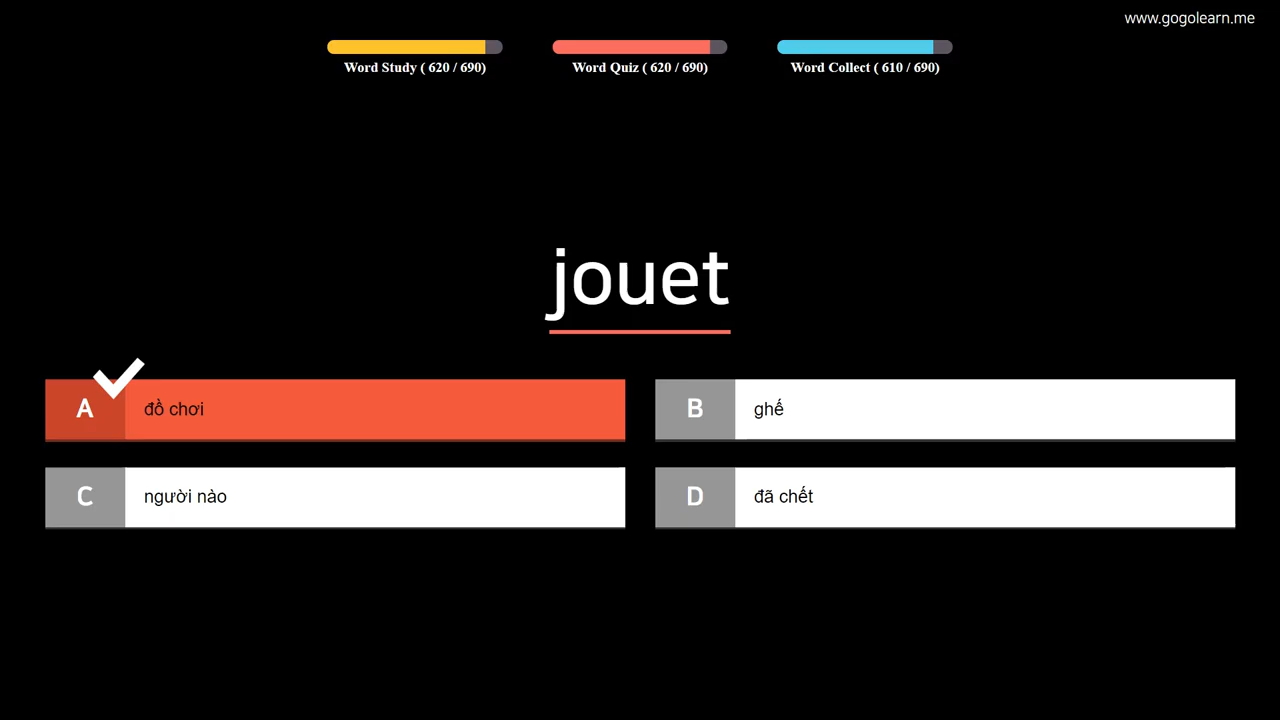 www.gogolearn.me
Word Study ( 620 / 690)
Word Quiz ( 620 / 690)
Word Collect ( 610 / 690)
jouet
A đồ chơi
B ghế
C người nào
D đã chết